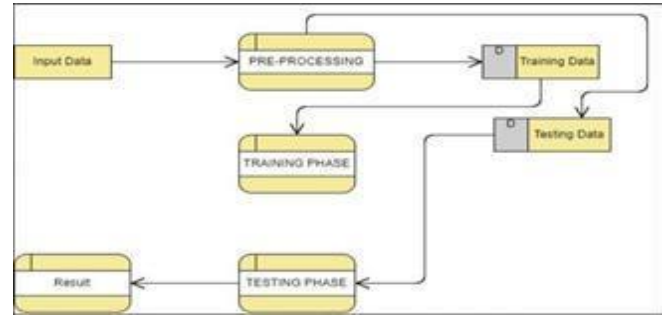 Input Data
PRE-PROCESSING
D
Training Data
D
Testing Data
TRAINING PHASE
Result
TESTING PHASE